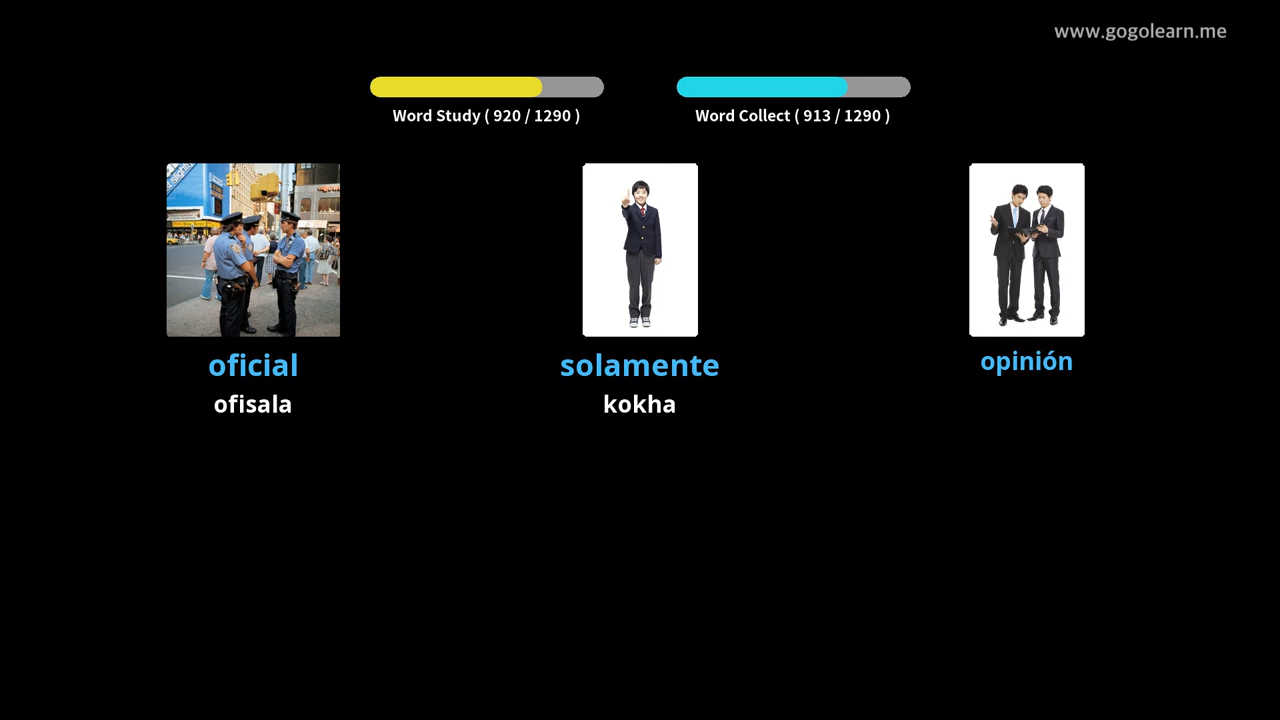 www.gogolearn.me
Word Study ( 920 / 1290 )
Word Collect ( 913 / 1290 )
oficial
ofisala
solamente
kokha
opinión